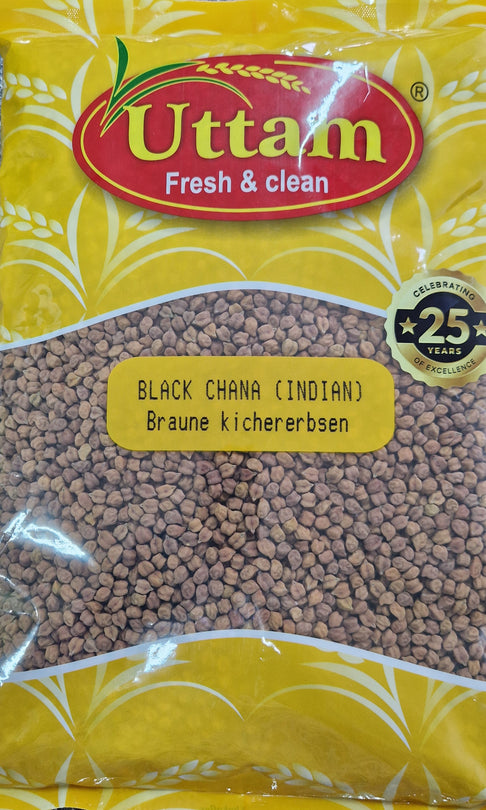 Uttam®
Fresh & clean
CELEBRATING
25
YEARS
OF EXCELLENCE
BLACK CHANA (INDIAN)
Braune kichererbsen